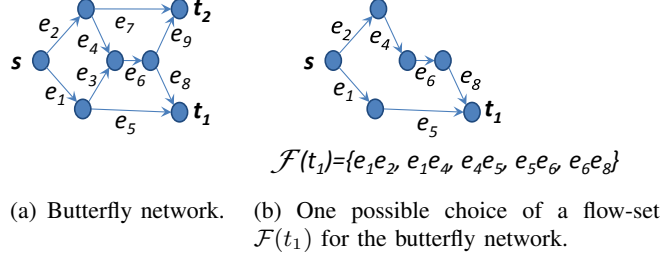 e2 e7 t2
e4 e9
s e3 e6
e1 e8
e5 t1
e2
e4
e6
s e8
e1
e5 t1
ℱ(t1)={e1e2, e1e4, e4e5, e5e6, e6e8}
(a) Butterfly network.
(b) One possible choice of a flow-set
ℱ(t1) for the butterfly network.